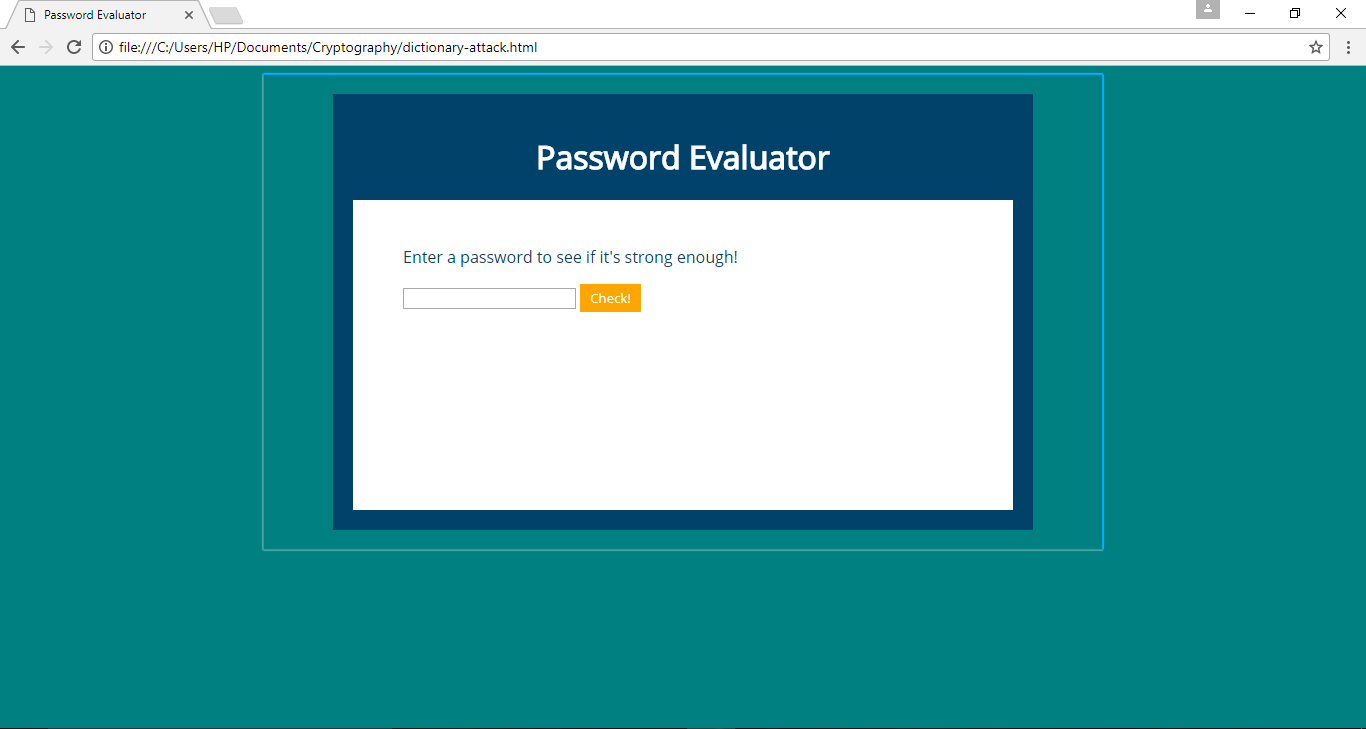 Password Evaluator
file:///C:/Users/HP/Documents/Cryptography/dictionary-attack.html
Password Evaluator
Enter a password to see if it's strong enough!
Check!